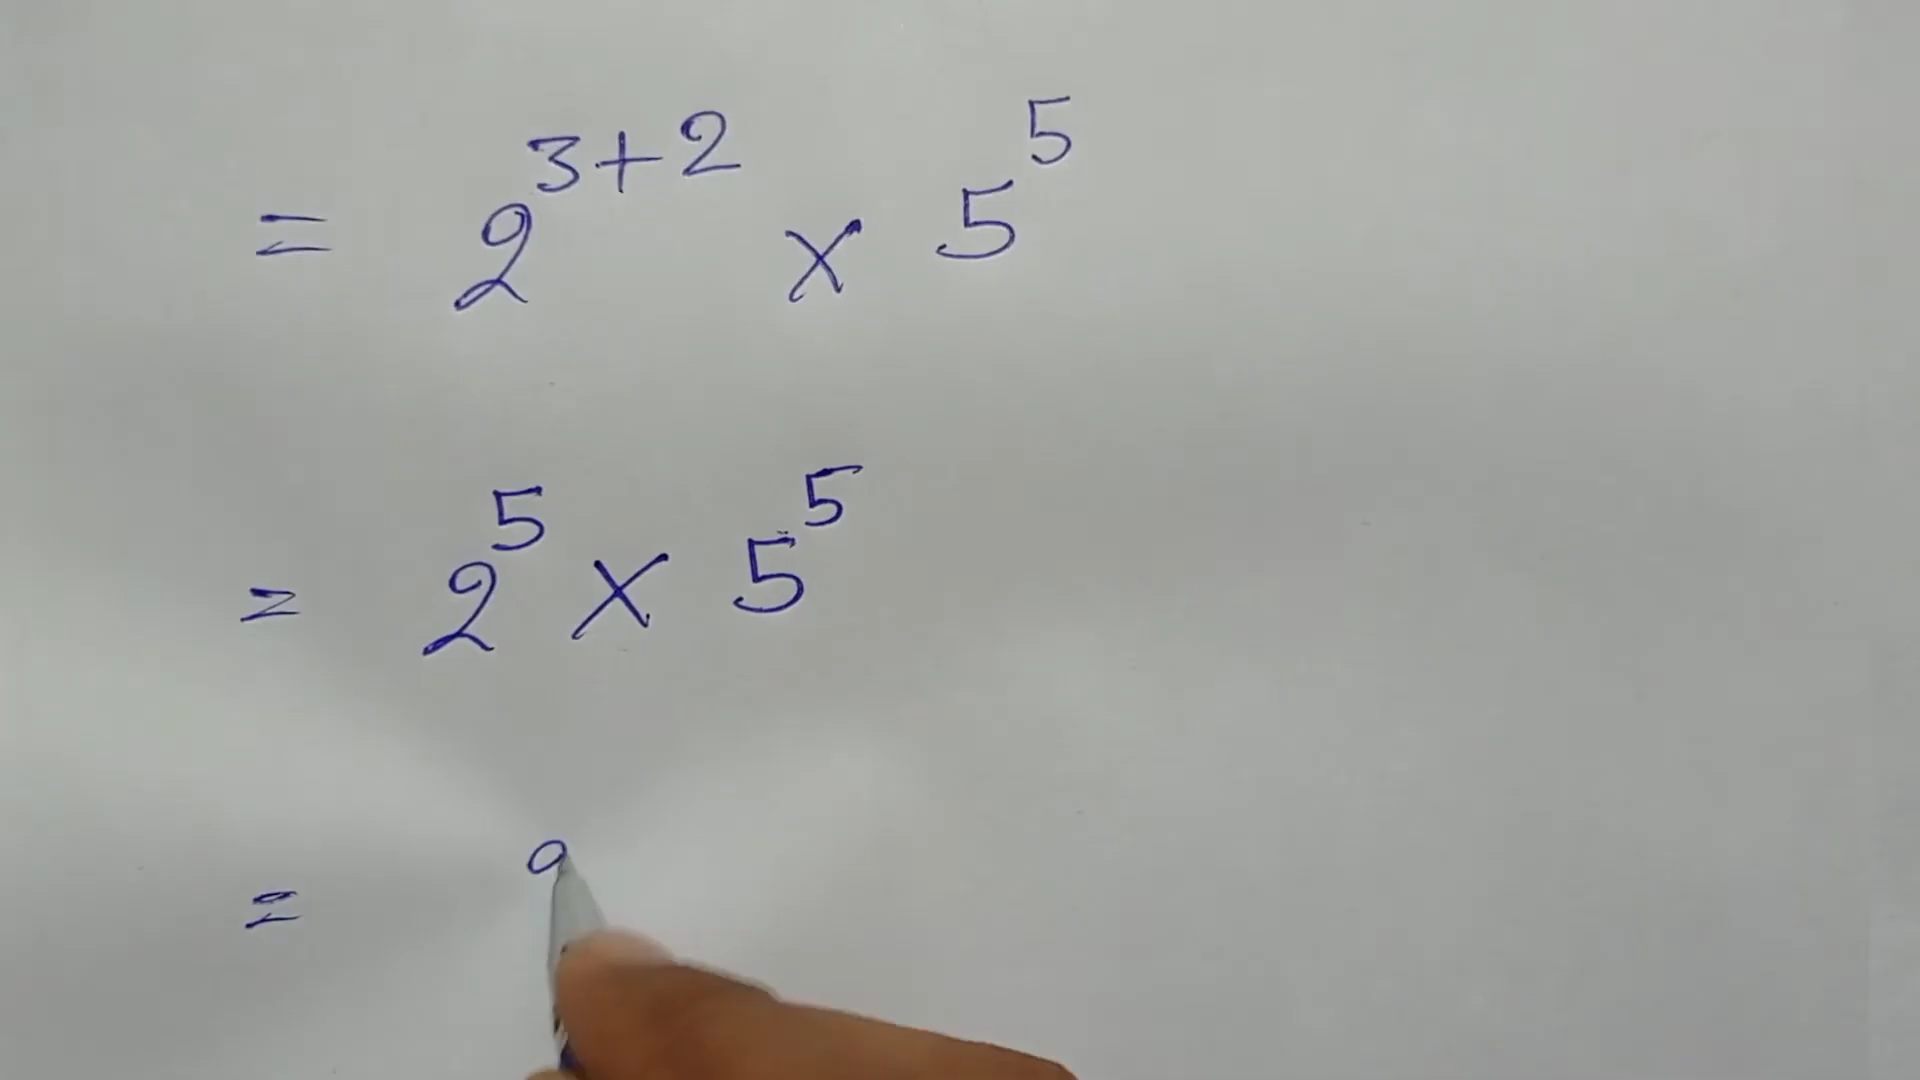 = 2^{3+2} × 5^5
= 2^5 × 5^5
=